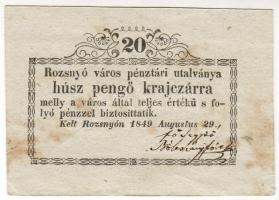 20
Rozsnyó város pénztári utalványa
húsz pengő krajczárra
melly a város által teljes értékű s fo-
lyó pénzzel biztosittatik.
Kelt Rozsnyón 1849 Augustus 29.